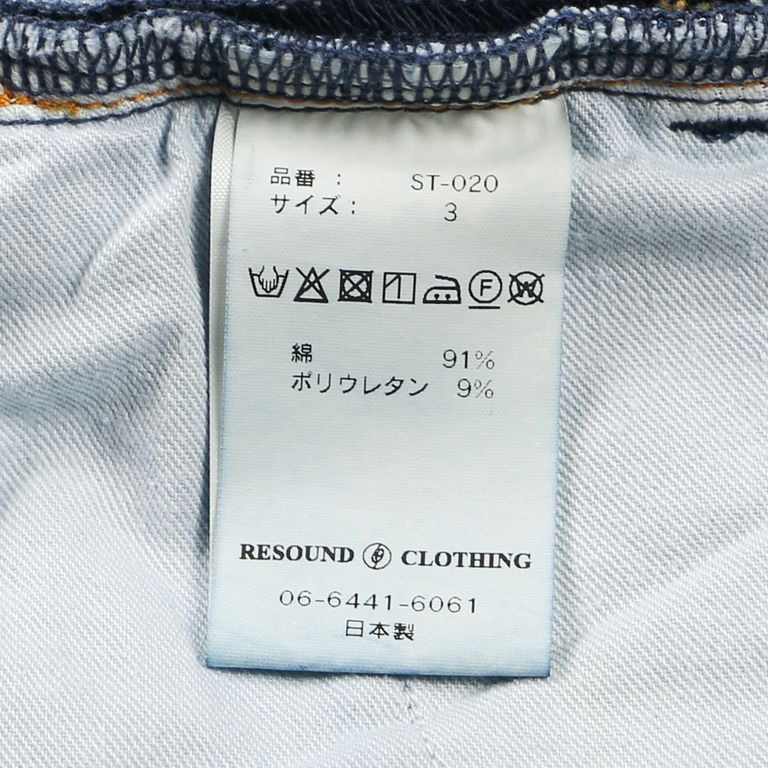 品番： ST-020
サイズ： 3
F W
綿 91%
ポリウレタン 9%
RESOUND CLOTHING
06-6441-6061
日本製